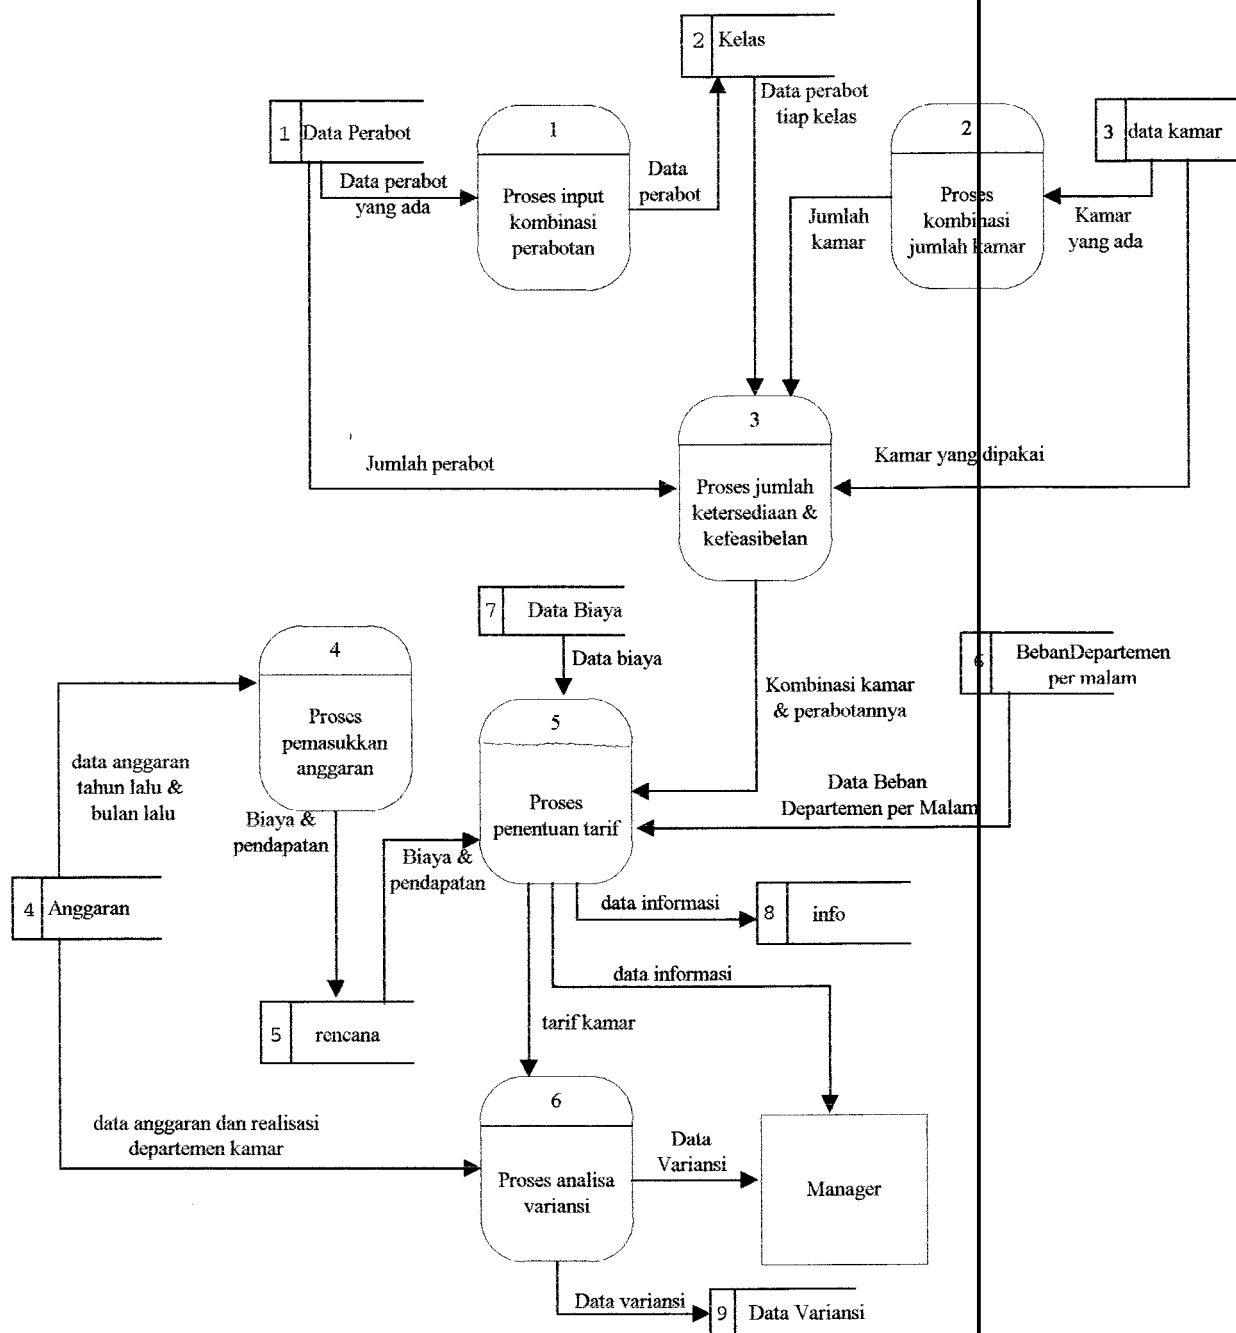 2 Kelas
1 Data Perabot
Data perabot
yang ada
1
Proses input
kombinasi
perabotan
Data
perabot
Data perabot
tiap kelas
2
Proses
kombinasi
jumlah kamar
3 data kamar
Jumlah
kamar
Kamar
yang ada
3
Proses jumlah
ketersediaan &
kefeasibelan
Jumlah perabot
Kamar yang dipakai
7 Data Biaya
Data biaya
4
Proses
pemasukkan
anggaran
Kombinasi kamar
& perabotannya
6 BebanDepartemen
per malam
5
Proses
penentuan tarif
data anggaran
tahun lalu &
bulan lalu
Biaya &
pendapatan
Biaya &
pendapatan
Data Beban
Departemen per Malam
4 Anggaran
data informasi
8 info
data informasi
5 rencana
tarif kamar
6
Proses analisa
variansi
data anggaran dan realisasi
departemen kamar
Data
Variansi
Manager
Data variansi
9 Data Variansi